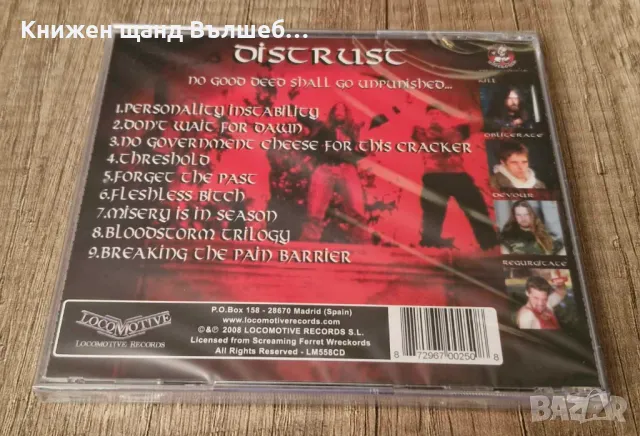 Книжен щанд Вълшеб...
DISTRUST
NO GOOD DEED SHALL GO UNPUNISHED...
1.PERSONALITY INSTABILITY
2.DON'T WAIT FOR DAWN
3.NO GOVERNMENT CHEESE FOR THIS CRACKER
4.THRESHOLD
5.FORGET THE PAST
6.FLESHLESS BITCH
7.MISERY IS IN SEASON
8.BLOODSTORM TRILOGY
9.BREAKING THE PAIN BARRIER
KILL
OBLITERATE
DEVOUR
REGURGITATE
LOCOMOTIVE
LOCOMOTIVE RECORDS
P.O.Box 158 - 28670 Madrid (Spain)
www.locomotiverecords.com
©&℗ 2008 LOCOMOTIVE RECORDS S.L.
Licensed from Screaming Ferret Wreckords
All Rights Reserved - LM558CD
8 72967 00250 8
BAZAR
bg